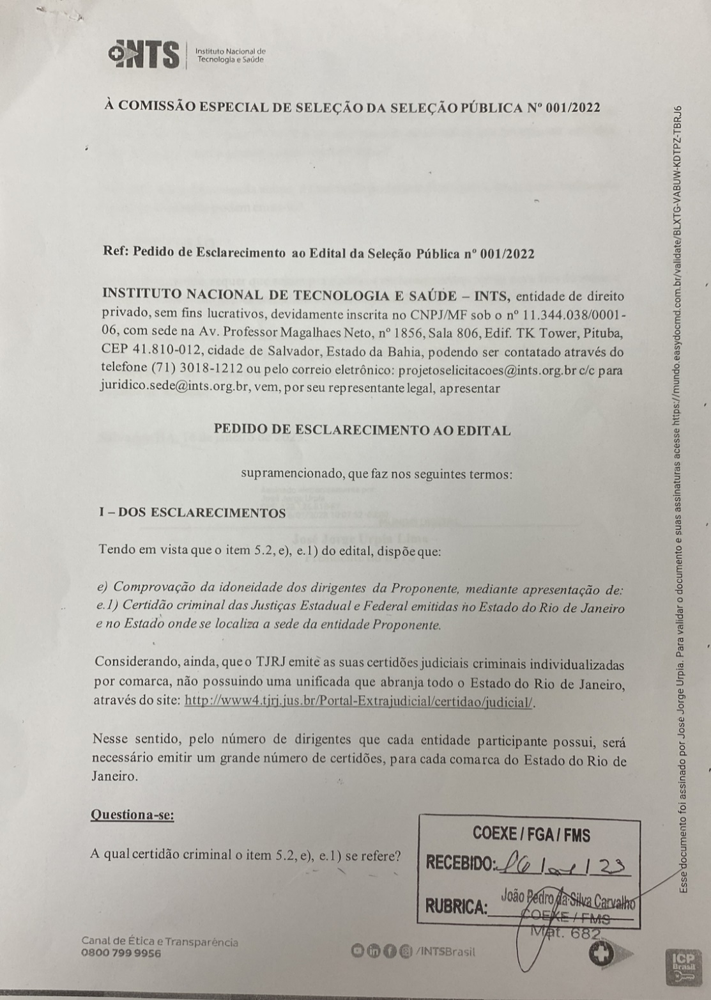 INTS
Instituto Nacional de
Tecnologia e Saúde
À COMISSÃO ESPECIAL DE SELEÇÃO DA SELEÇÃO PÚBLICA Nº 001/2022
Ref: Pedido de Esclarecimento ao Edital da Seleção Pública nº 001/2022
INSTITUTO NACIONAL DE TECNOLOGIA E SAÚDE – INTS, entidade de direito
privado, sem fins lucrativos, devidamente inscrita no CNPJ/MF sob o nº 11.344.038/0001-
06, com sede na Av. Professor Magalhaes Neto, nº 1856, Sala 806, Edif. TK Tower, Pituba,
CEP 41.810-012, cidade de Salvador, Estado da Bahia, podendo ser contatado através do
telefone (71) 3018-1212 ou pelo correio eletrônico: projetoselicitacoes@ints.org.br c/c para
juridico.sede@ints.org.br, vem, por seu representante legal, apresentar
PEDIDO DE ESCLARECIMENTO AO EDITAL
supramencionado, que faz nos seguintes termos:
I – DOS ESCLARECIMENTOS
Tendo em vista que o item 5.2, e), e.1) do edital, dispõe que:
e) Comprovação da idoneidade dos dirigentes da Proponente, mediante apresentação de:
e.1) Certidão criminal das Justiças Estadual e Federal emitidas no Estado do Rio de Janeiro
e no Estado onde se localiza a sede da entidade Proponente.
Considerando, ainda, que o TJRJ emite as suas certidões judiciais criminais individualizadas
por comarca, não possuindo uma unificada que abranja todo o Estado do Rio de Janeiro,
através do site: http://www4.tjrj.jus.br/Portal-Extrajudicial/certidao/judicial/.
Nesse sentido, pelo número de dirigentes que cada entidade participante possui, será
necessário emitir um grande número de certidões, para cada comarca do Estado do Rio de
Janeiro.
Questiona-se:
A qual certidão criminal o item 5.2, e), e.1) se refere?
COEXE / FGA / FMS
RECEBIDO: / / 23
RUBRICA:
João Pedro da Silva Carvalho
COEXE / FMS
Mat. 682
Canal de Ética e Transparência
0800 799 9956
/INTSBrasil
ICP
Brasil
Esse documento foi assinado por José Jorge Urpia. Para validar o documento e suas assinaturas acesse https://mundo.easydocmd.com.br/validate/BLXTG-VABUW-KDTPZ-TBRJ6